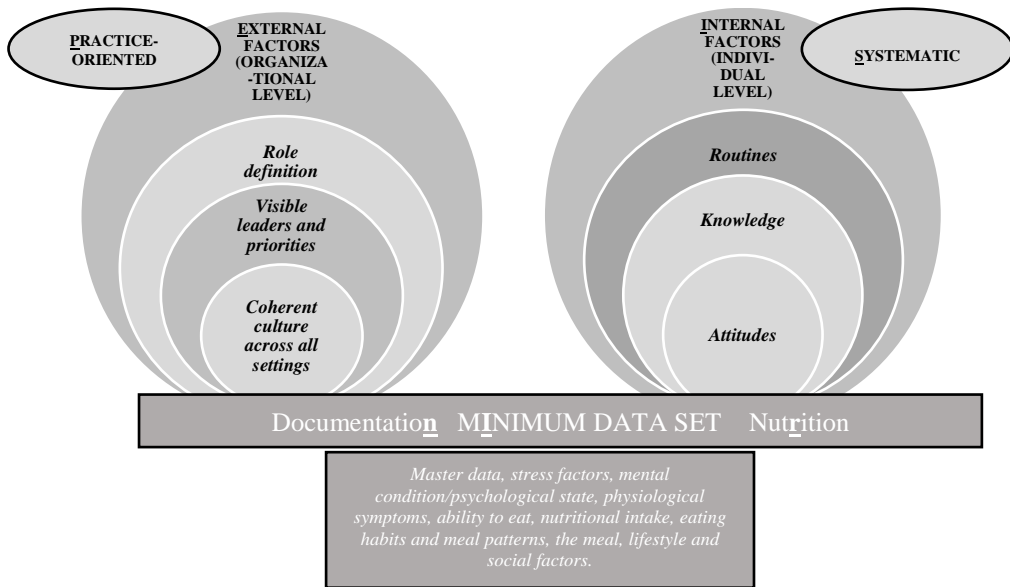 PRACTICE-
ORIENTED
EXTERNAL
FACTORS
(ORGANIZA
-TIONAL
LEVEL)
Role
definition
Visible
leaders and
priorities
Coherent
culture
across all
settings
INTERNAL
FACTORS
(INDIVI-
DUAL
LEVEL)
SYSTEMATIC
Routines
Knowledge
Attitudes
Documentation MINIMUM DATA SET Nutrition
Master data, stress factors, mental
condition/psychological state, physiological
symptoms, ability to eat, nutritional intake, eating
habits and meal patterns, the meal, lifestyle and
social factors.